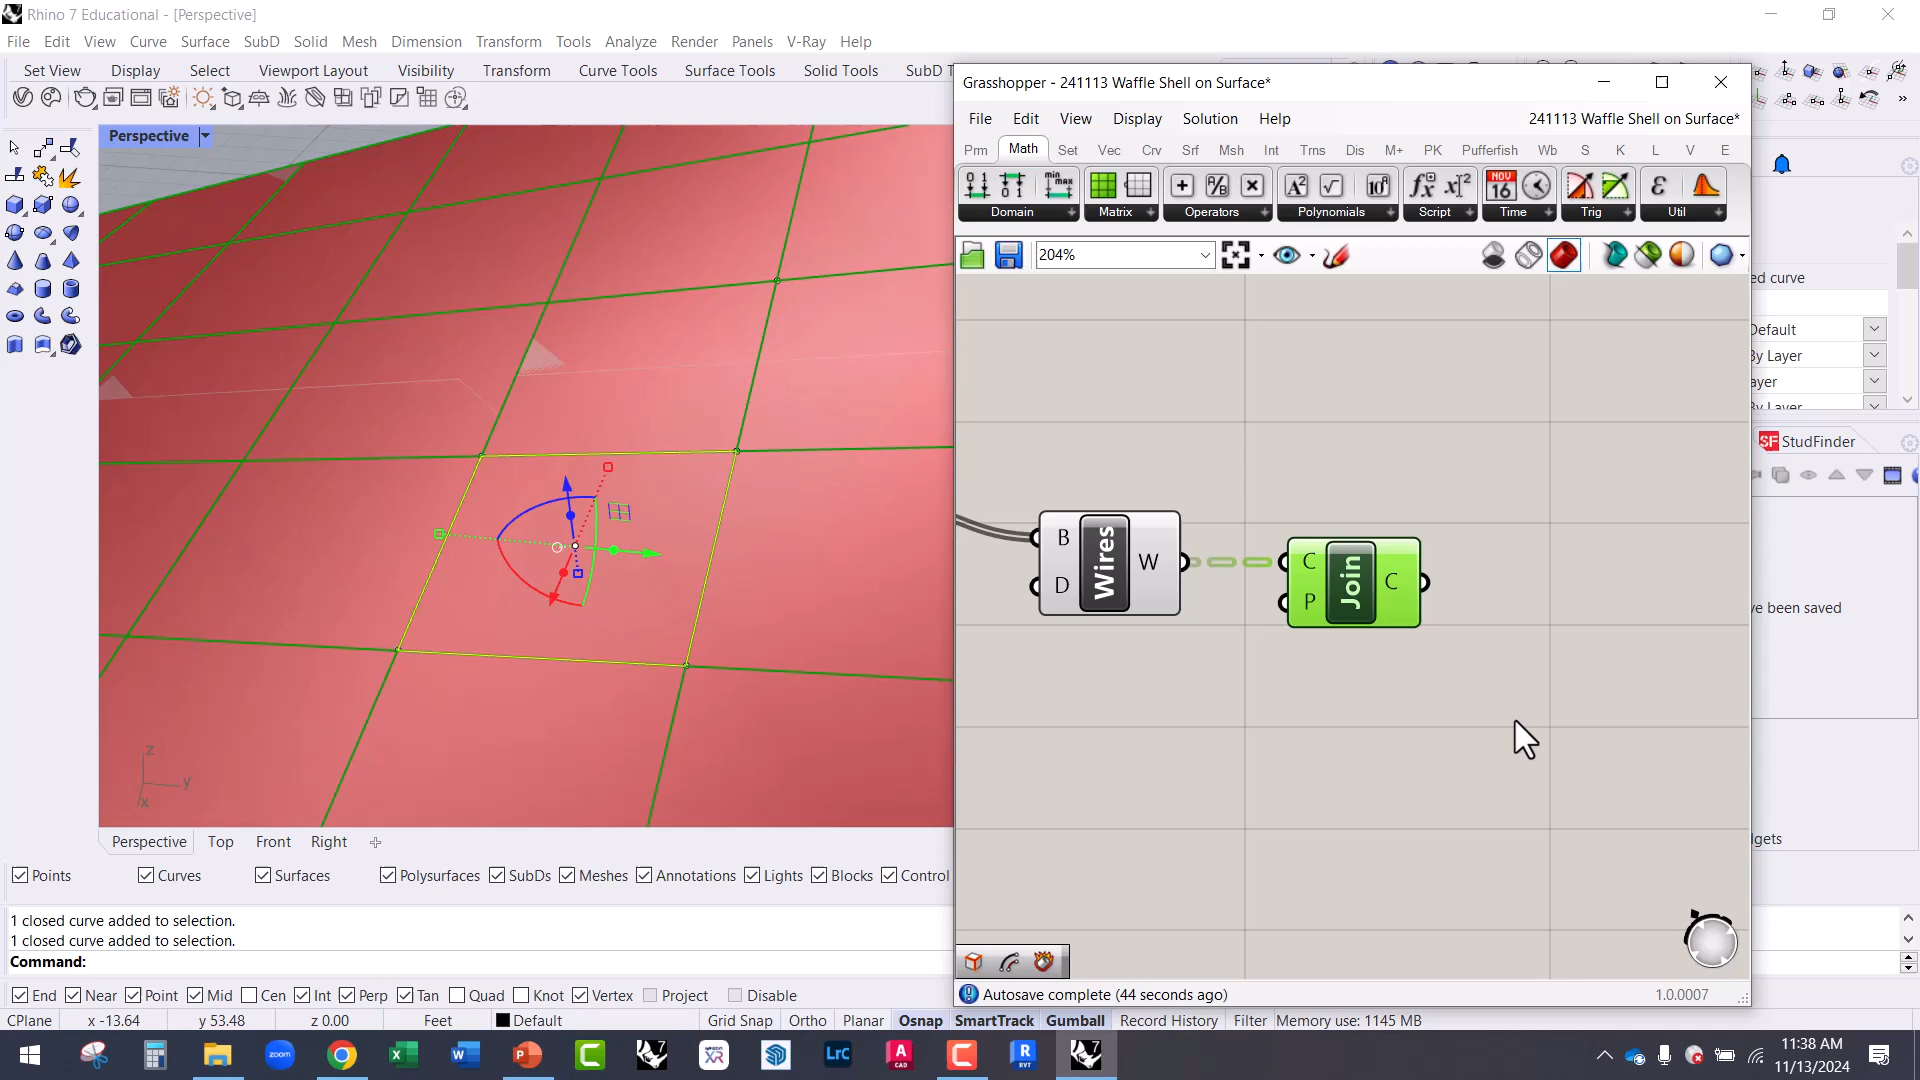 Rhino 7 Educational - [Perspective]
File Edit View Curve Surface SubD Solid Mesh Dimension Transform Tools Analyze Render Panels V-Ray Help
Set View Display Select Viewport Layout Visibility Transform Curve Tools Surface Tools Solid Tools SubD T
Perspective
z
y
x
Perspective Top Front Right
Points Curves Surfaces Polysurfaces SubDs Meshes Annotations Lights Blocks Control
1 closed curve added to selection.
1 closed curve added to selection.
Command:
End Near Point Mid Cen Int Perp Tan Quad Knot Vertex Project Disable
CPlane x -13.64 y 53.48 z 0.00 Feet Default Grid Snap Ortho Planar Osnap SmartTrack Gumball Record History Filter Memory use: 1145 MB
Grasshopper - 241113 Waffle Shell on Surface*
File Edit View Display Solution Help 241113 Waffle Shell on Surface*
Prm Math Set Vec Crv Srf Msh Int Trns Dis M+ PK Pufferfish Wb S K L V E
Domain Matrix Operators Polynomials Script Time Trig Util
204%
B D Wires W
C P Join C
Autosave complete (44 seconds ago) 1.0.0007
ed curve
Default
By Layer
ayer
By Layer
StudFinder
ve been saved
dgets
zoom
LrC
11:38 AM
11/13/2024